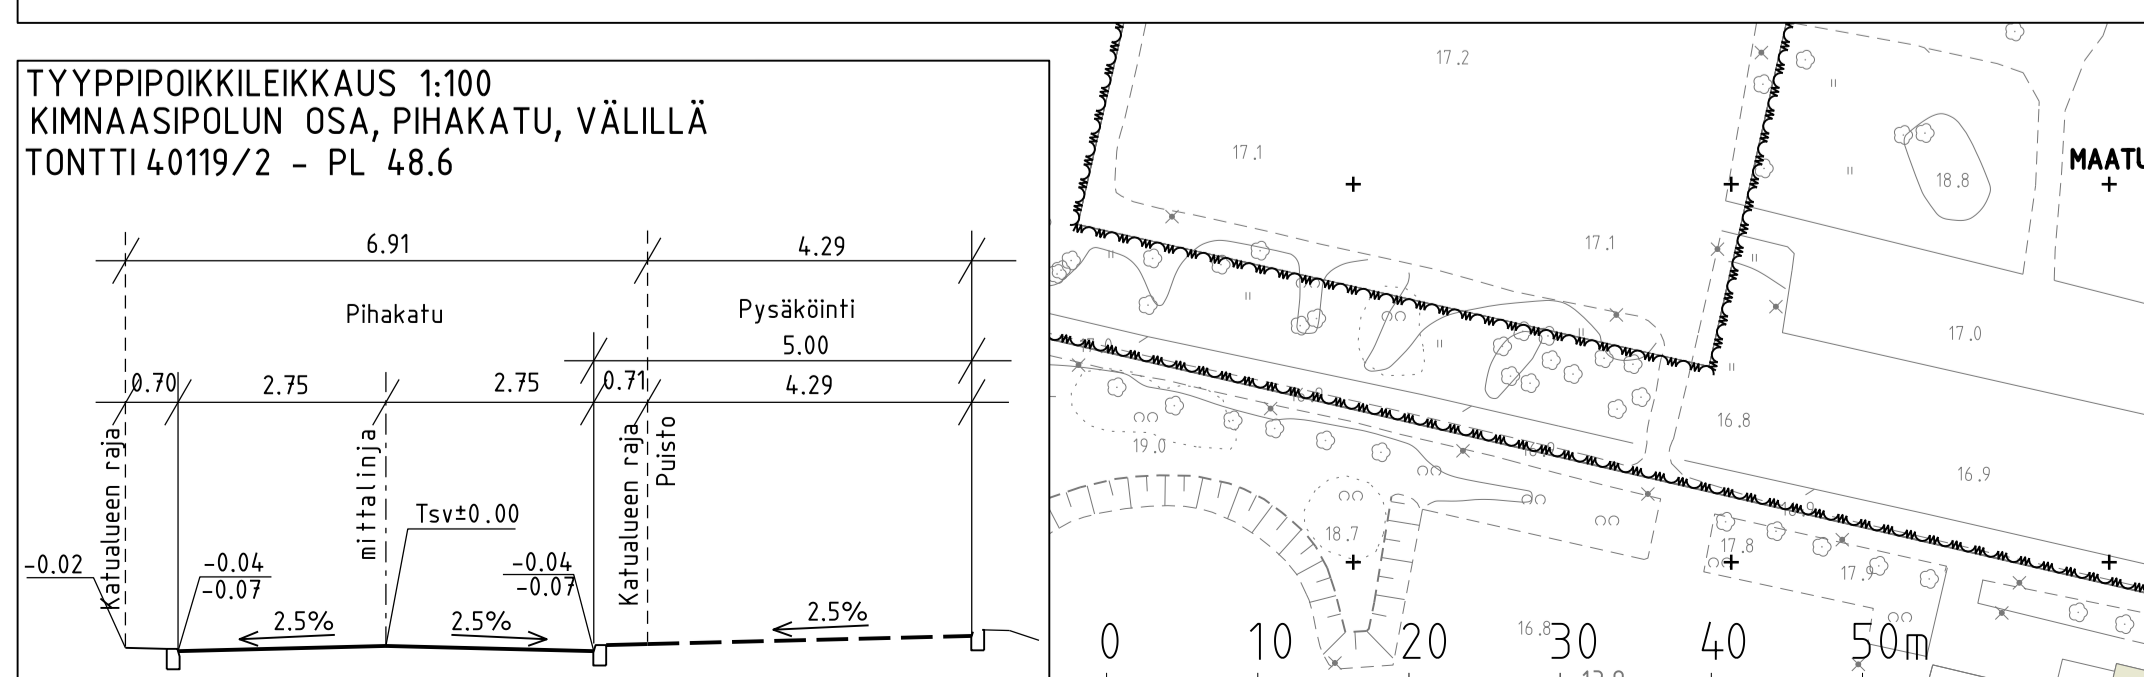 TYYPPIPOIKKILEIKKAUS 1:100
KIMNAASIPOLUN OSA, PIHAKATU, VÄLILLÄ
TONTTI 40119/2 - PL 48.6
6.91
4.29
Pihakatu
Pysäköinti
5.00
0.70
2.75
2.75
0.71
4.29
Katualueen raja
mittalinja
Katualueen raja
Puisto
Tsv±0.00
-0.02
-0.04
-0.07
-0.04
-0.07
2.5%
2.5%
2.5%
17.2
17.1
18.8
MAATU
17.1
17.0
16.8
19.0
16.9
18.7
17.8
17.9
16.8
0
10
20
30
40
50m